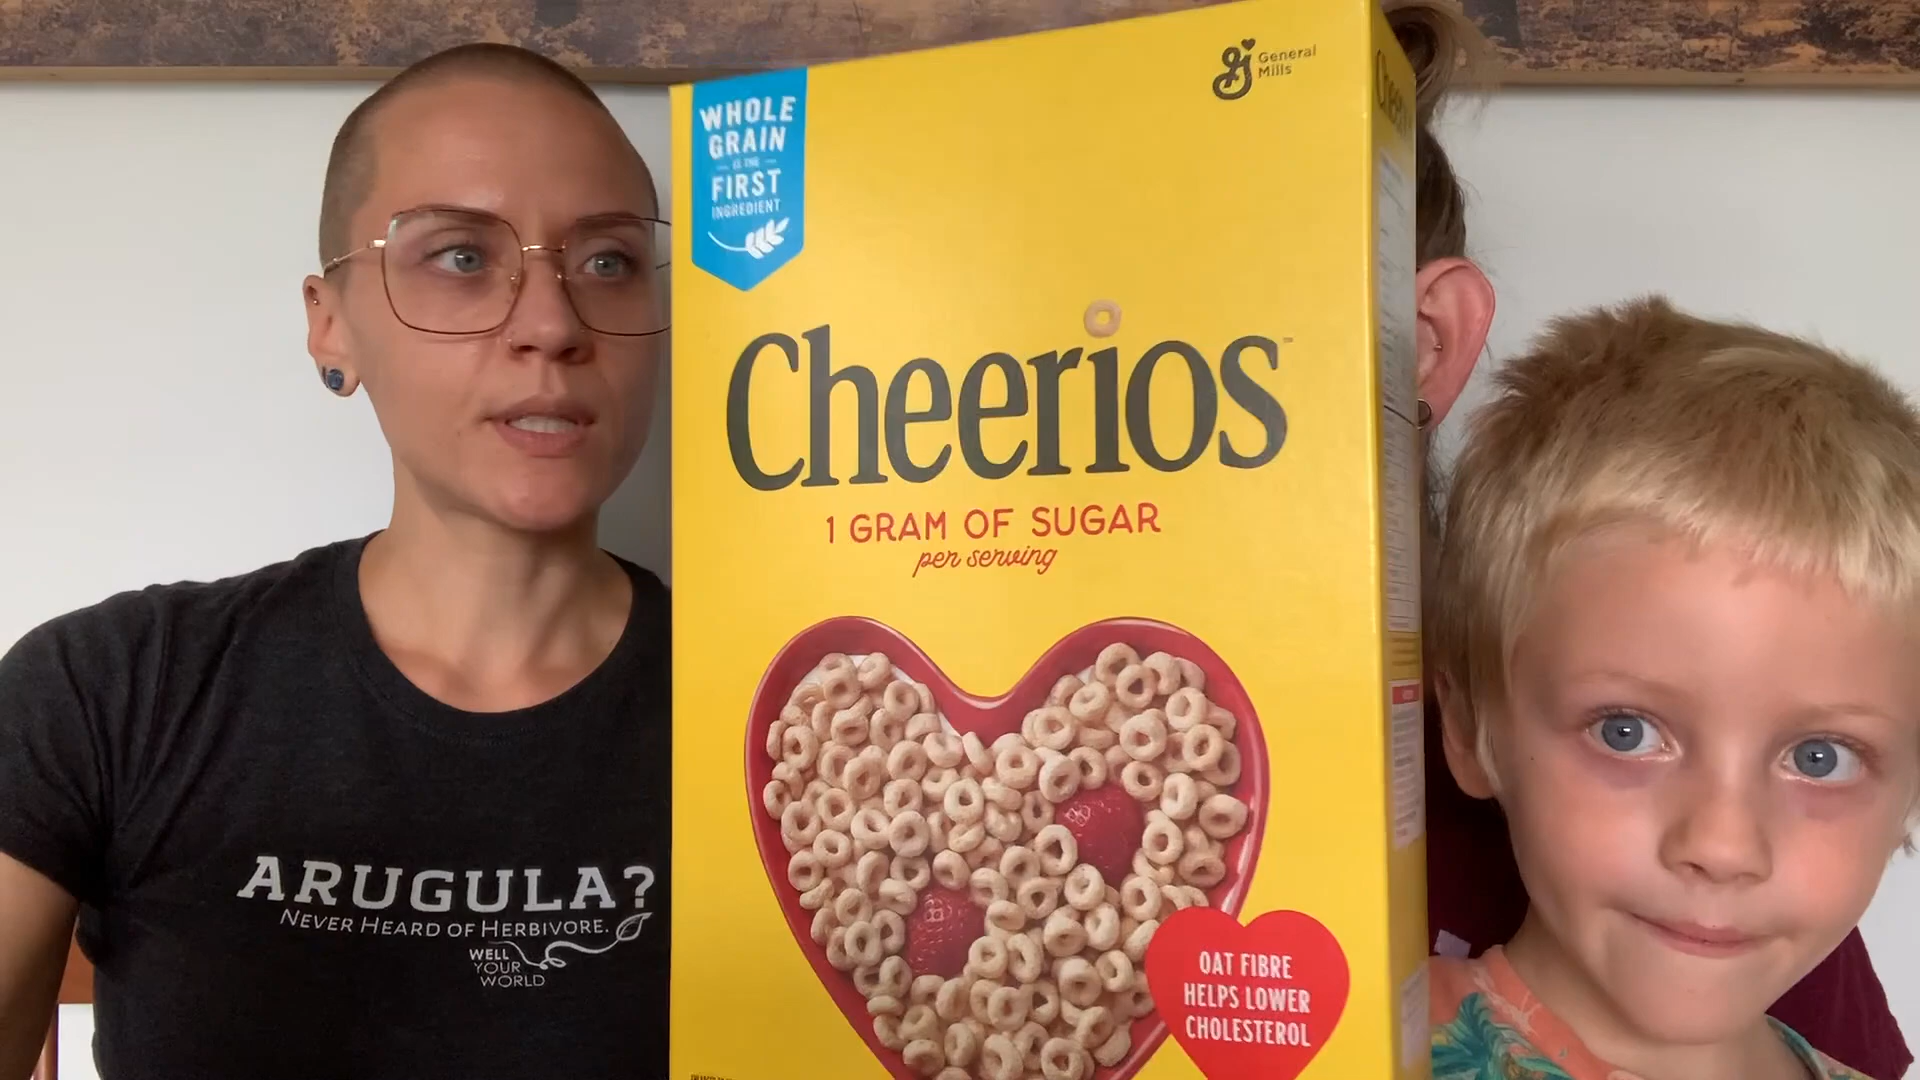 General
Mills
WHOLE
GRAIN
IS THE
FIRST
INGREDIENT
Cheerios™
1 GRAM OF SUGAR
per serving
ARUGULA?
NEVER HEARD OF HERBIVORE.
WELL
YOUR
WORLD
OAT FIBRE
HELPS LOWER
CHOLESTEROL